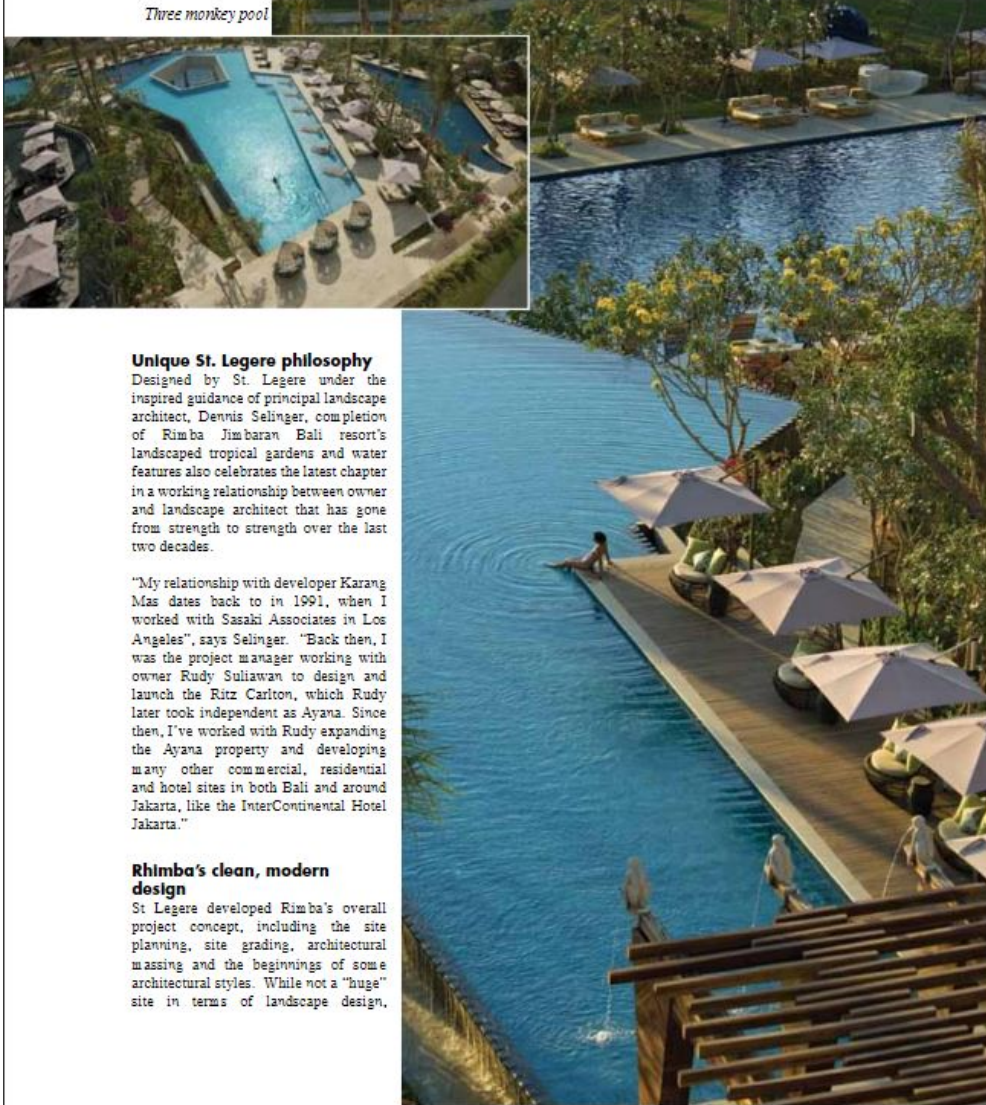 Three monkey pool
Unique St. Legere philosophy
Designed by St. Legere under the
inspired guidance of principal landscape
architect, Dennis Selinger, completion
of Rimba Jimbaran Bali resort's
landscaped tropical gardens and water
features also celebrates the latest chapter
in a working relationship between owner
and landscape architect that has gone
from strength to strength over the last
two decades.
“My relationship with developer Karang
Mas dates back to in 1991, when I
worked with Sasaki Associates in Los
Angeles”, says Selinger. “Back then, I
was the project manager working with
owner Rudy Suliawan to design and
launch the Ritz Carlton, which Rudy
later took independent as Ayana. Since
then, I’ve worked with Rudy expanding
the Ayana property and developing
many other commercial, residential
and hotel sites in both Bali and around
Jakarta, like the InterContinental Hotel
Jakarta.”
Rhimba’s clean, modern
design
St Legere developed Rimba’s overall
project concept, including the site
planning, site grading, architectural
massing and the beginnings of some
architectural styles. While not a “huge”
site in terms of landscape design,